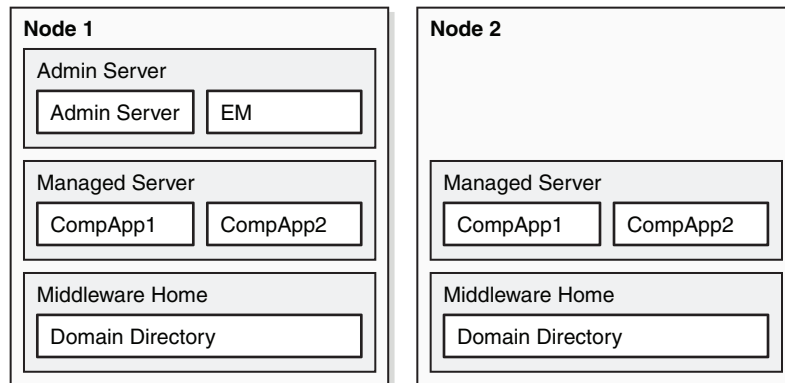 Node 1
Admin Server
Admin Server
EM
Managed Server
CompApp1
CompApp2
Middleware Home
Domain Directory
Node 2
Managed Server
CompApp1
CompApp2
Middleware Home
Domain Directory